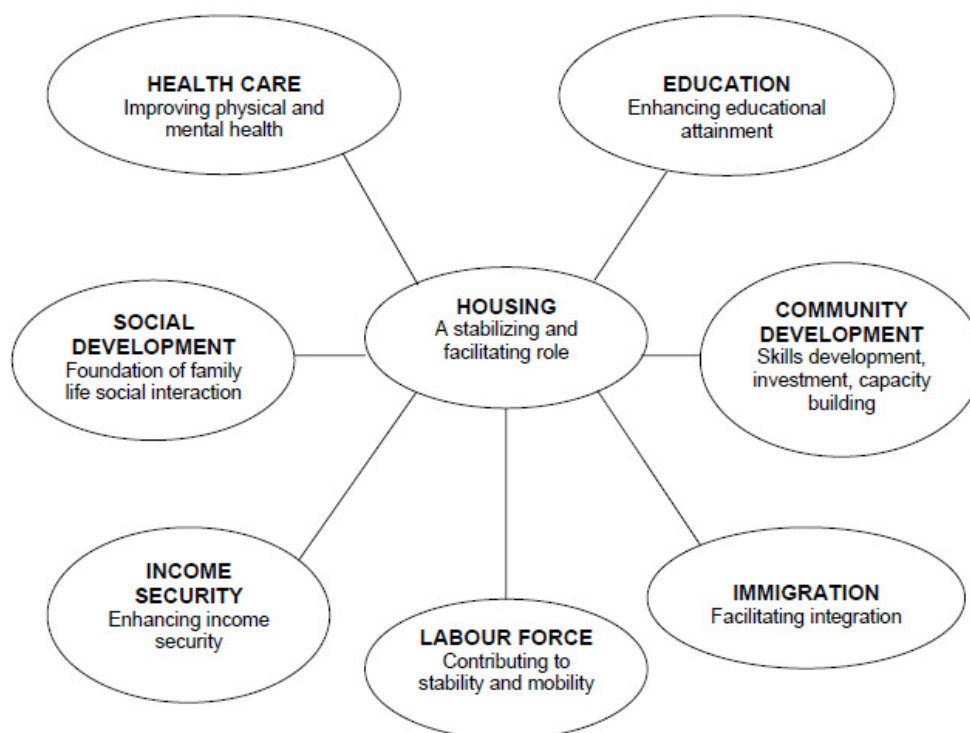 HEALTH CARE
Improving physical and
mental health
EDUCATION
Enhancing educational
attainment
SOCIAL
DEVELOPMENT
Foundation of family
life social interaction
HOUSING
A stabilizing and
facilitating role
COMMUNITY
DEVELOPMENT
Skills development,
investment, capacity
building
INCOME
SECURITY
Enhancing income
security
LABOUR FORCE
Contributing to
stability and mobility
IMMIGRATION
Facilitating integration